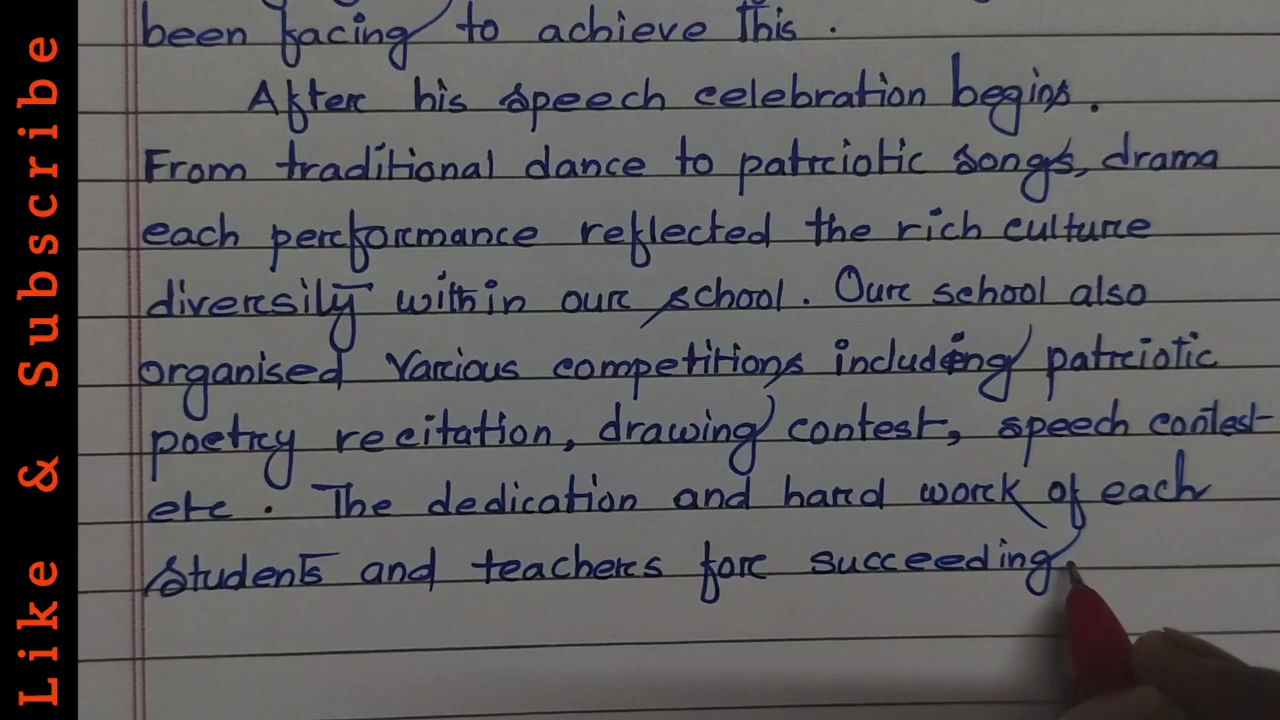 Like & Subscribe
been facing to achieve this.
After his speech celebration begins.
From traditional dance to patriotic songs, drama
each performance reflected the rich culture
diversily within our school. Our school also
organised various competitions including patriotic
poetry recitation, drawing contest, speech contest
etc. The dedication and hard work of each
students and teachers for succeeding